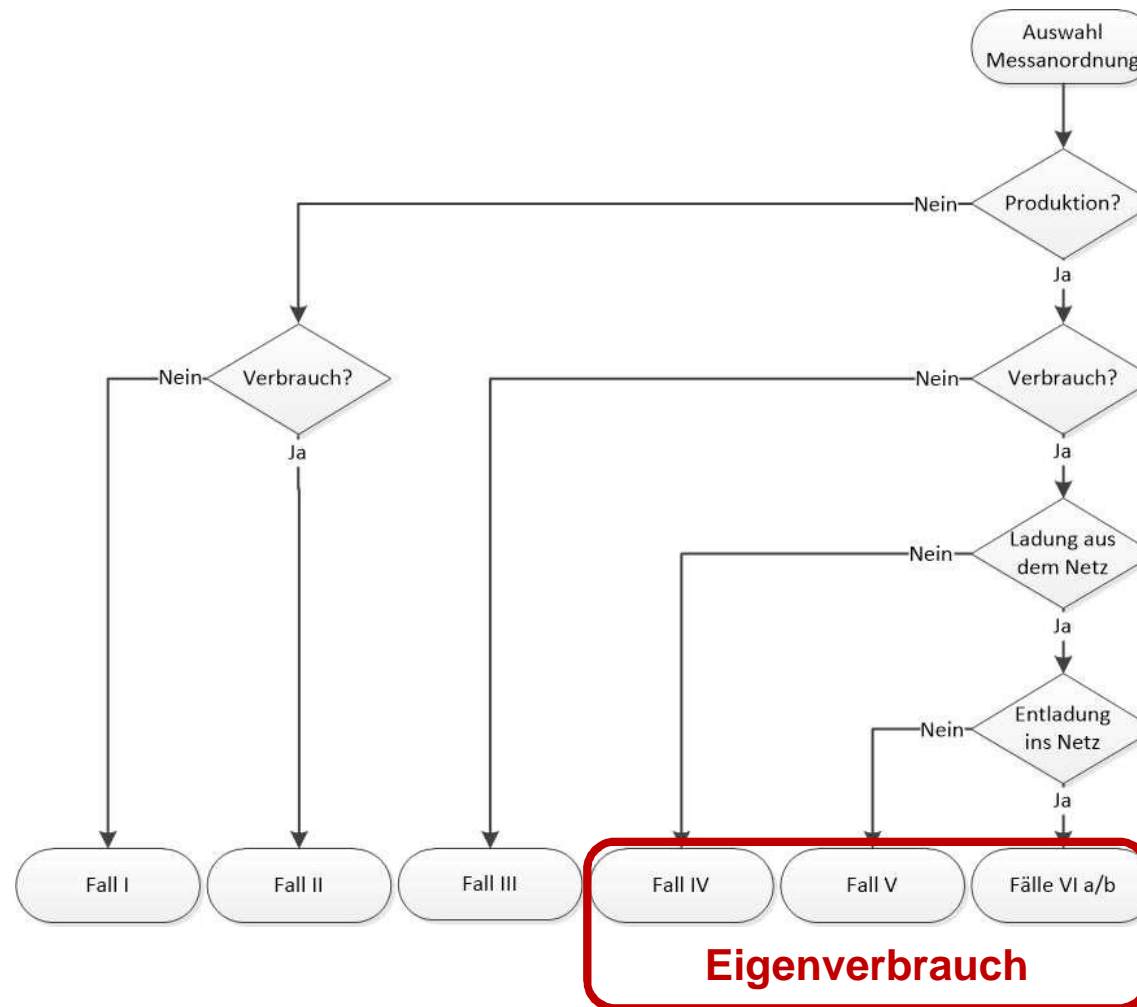 Auswahl
Messanordnung
Nein
Produktion?
Ja
Nein
Verbrauch?
Nein
Verbrauch?
Ja
Ja
Nein
Ladung aus
dem Netz
Ja
Nein
Entladung
ins Netz
Ja
Fall I
Fall II
Fall III
Fall IV
Fall V
Fälle VI a/b
Eigenverbrauch